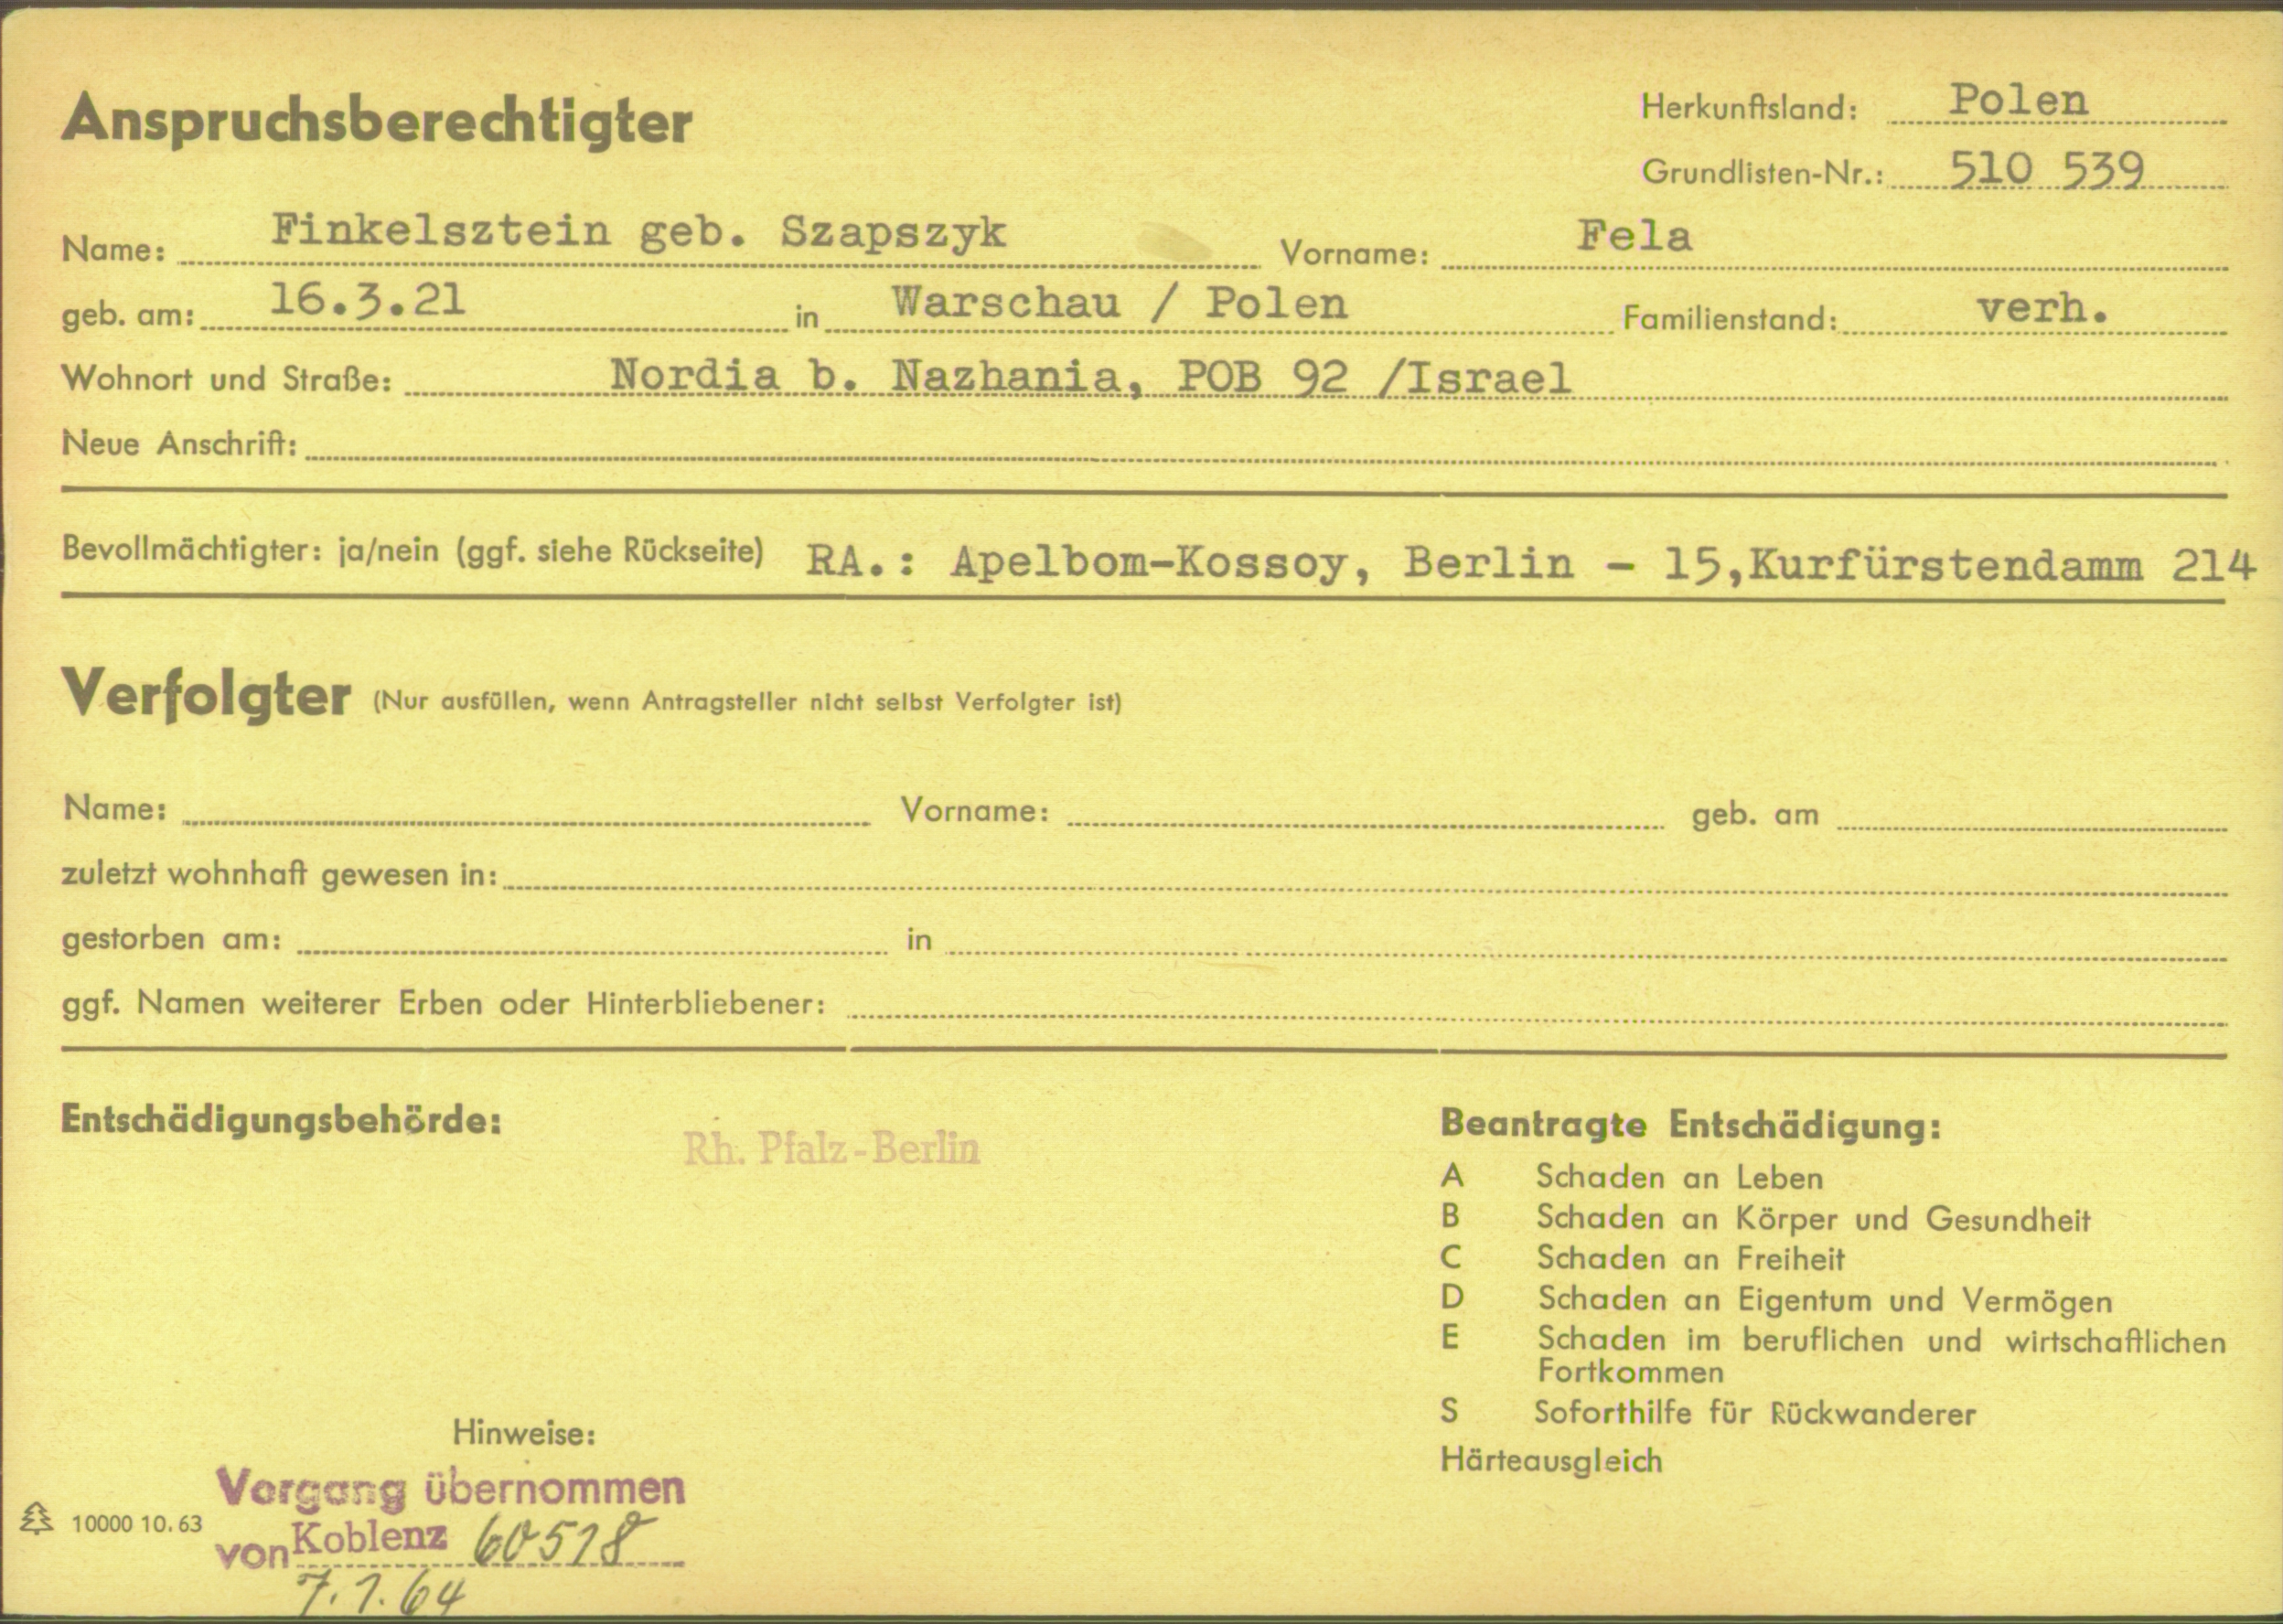 Anspruchsberechtigter
Herkunftsland: Polen
Grundlisten-Nr.: 510 539
Name: Finkelsztein geb. Szapszyk Vorname: Fela
geb. am: 16.3.21 in Warschau / Polen Familienstand: verh.
Wohnort und Straße: Nordia b. Nazhania, POB 92 /Israel
Neue Anschrift:
Bevollmächtigter: ja/nein (ggf. siehe Rückseite) RA.: Apelbom-Kossoy, Berlin - 15,Kurfürstendamm 214
Verfolgter (Nur ausfüllen, wenn Antragsteller nicht selbst Verfolgter ist)
Name: Vorname: geb. am
zuletzt wohnhaft gewesen in:
gestorben am: in
ggf. Namen weiterer Erben oder Hinterbliebener:
Entschädigungsbehörde: Rh. Pfalz-Berlin
Beantragte Entschädigung:
A Schaden an Leben
B Schaden an Körper und Gesundheit
C Schaden an Freiheit
D Schaden an Eigentum und Vermögen
E Schaden im beruflichen und wirtschaftlichen
Fortkommen
S Soforthilfe für Rückwanderer
Härteausgleich
Hinweise:
Vorgang übernommen
von Koblenz 60518
7.1.64
10000 10.63